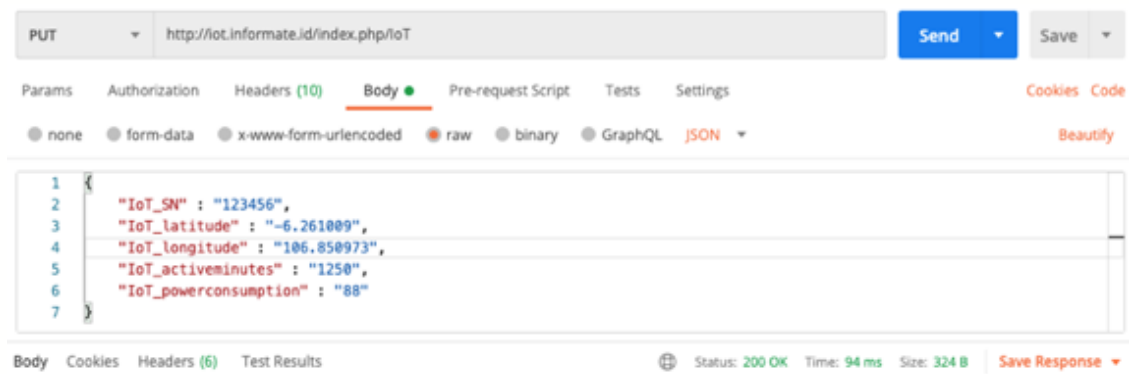 PUT http://iot.informate.id/index.php/IoT Send Save
Params Authorization Headers (10) Body Pre-request Script Tests Settings Cookies Code
none form-data x-www-form-urlencoded raw binary GraphQL JSON Beautify
1 {
2 "IoT_SN" : "123456",
3 "IoT_latitude" : "-6.261009",
4 "IoT_longitude" : "106.850973",
5 "IoT_activeminutes" : "1250",
6 "IoT_powerconsumption" : "88"
7 }
Body Cookies Headers (6) Test Results Status: 200 OK Time: 94 ms Size: 324 B Save Response